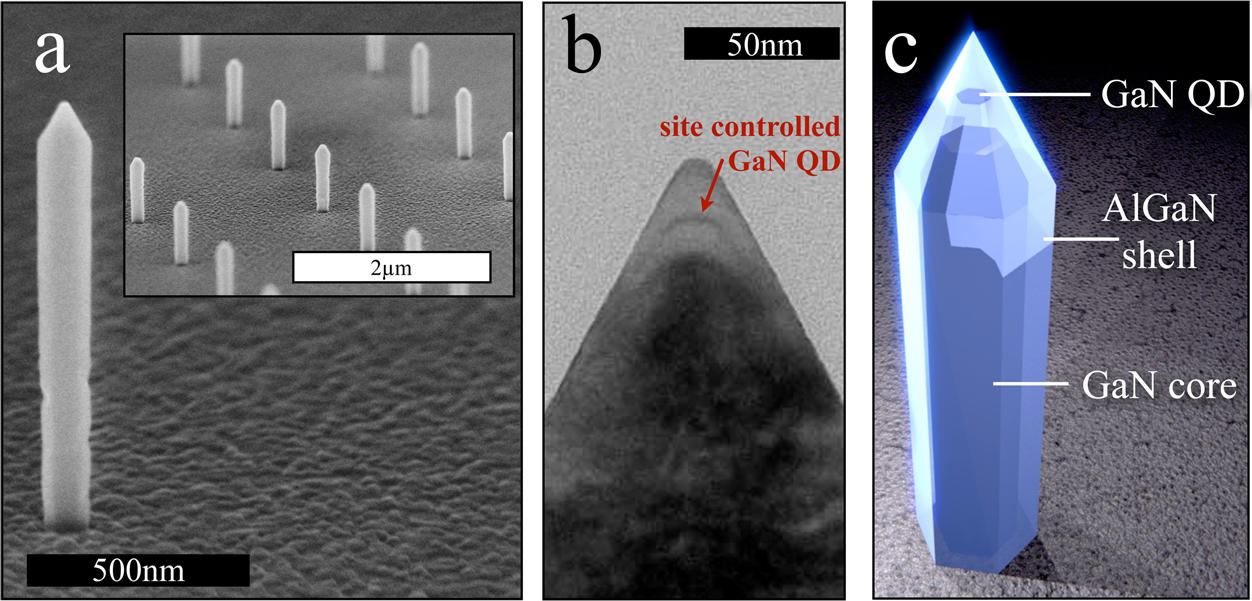 a
2μm
500nm
b
50nm
site controlled
GaN QD
c
GaN QD
AlGaN
shell
GaN core